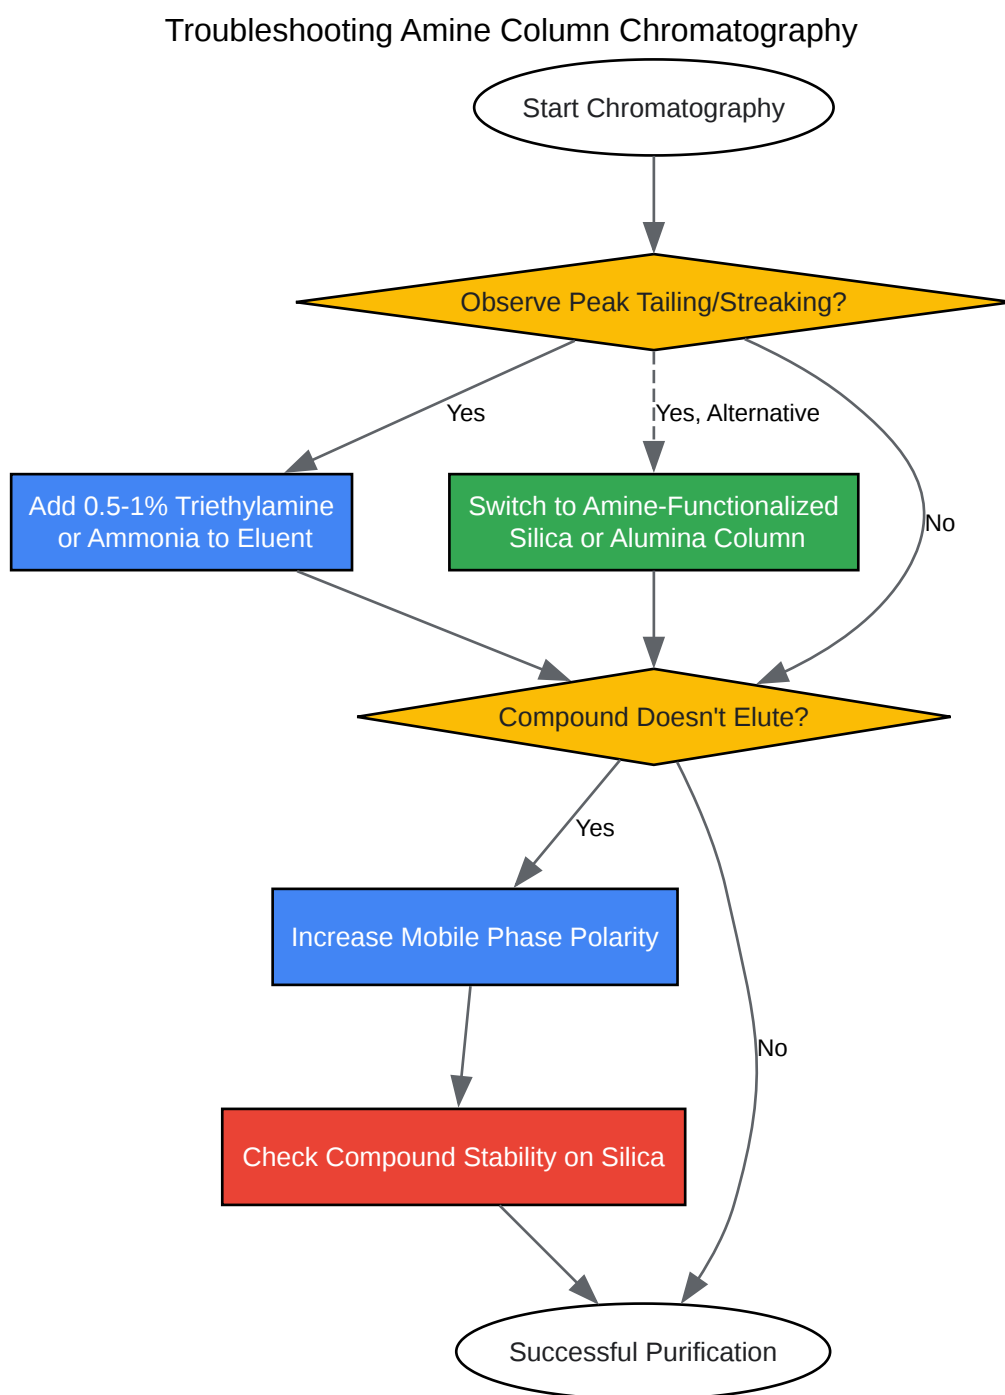 Troubleshooting Amine Column Chromatography
Start Chromatography
Observe Peak Tailing/Streaking?
Yes
Yes, Alternative
No
Add 0.5-1% Triethylamine
or Ammonia to Eluent
Switch to Amine-Functionalized
Silica or Alumina Column
Compound Doesn't Elute?
Yes
Increase Mobile Phase Polarity
No
Check Compound Stability on Silica
Successful Purification